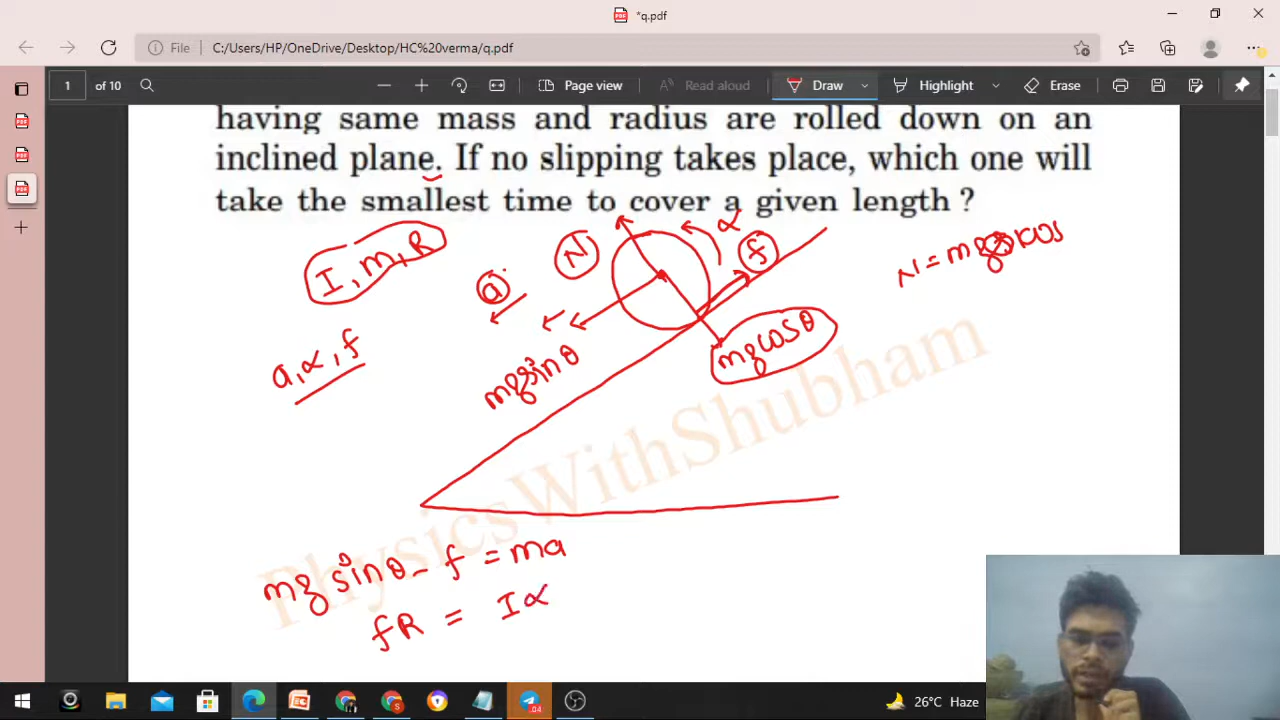 *q.pdf
File C:/Users/HP/OneDrive/Desktop/HC%20verma/q.pdf
1 of 10 Page view Read aloud Draw Highlight Erase
having same mass and radius are rolled down on an
inclined plane. If no slipping takes place, which one will
take the smallest time to cover a given length ?
I, m, R
N
a
α
f
a, α, f
mg sinθ
mg cosθ
PhysicsWithShubham
mg sinθ - f = ma
fR = Iα
.04
26°C Haze